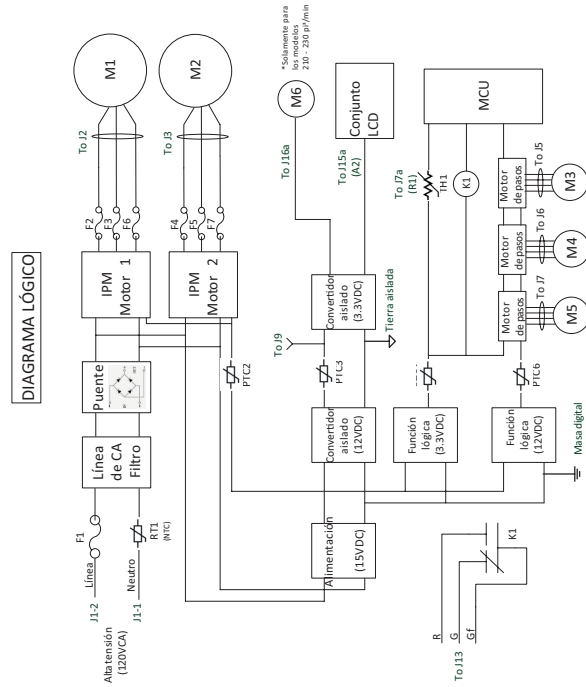 DIAGRAMA LÓGICO
Alta tensión
(120VCA)
J1-2
Línea
F1
J1-1
Neutro
RT1
(NTC)
Línea
de CA
Filtro
Puente
IPM
Motor 1
F2
F3
F6
To J2
M1
IPM
Motor 2
F4
F5
F7
To J3
M2
PTC2
*Solamente para
los modelos
210 - 230 pi³/min
M6
To J16a
Alimentación
(15VDC)
Convertidor
aislado
(12VDC)
PTC3
To J9
Convertidor
aislado
(3.3VDC)
Tierra aislada
To J15a
(A2)
Conjunto
LCD
Función
lógica
(3.3VDC)
To J7a
(R1)
TH1
K1
MCU
Función
lógica
(12VDC)
PTC6
Masa digital
Motor
de pasos
To J7
M5
Motor
de pasos
To J6
M4
Motor
de pasos
To J5
M3
To J13
R
G
Gf
K1